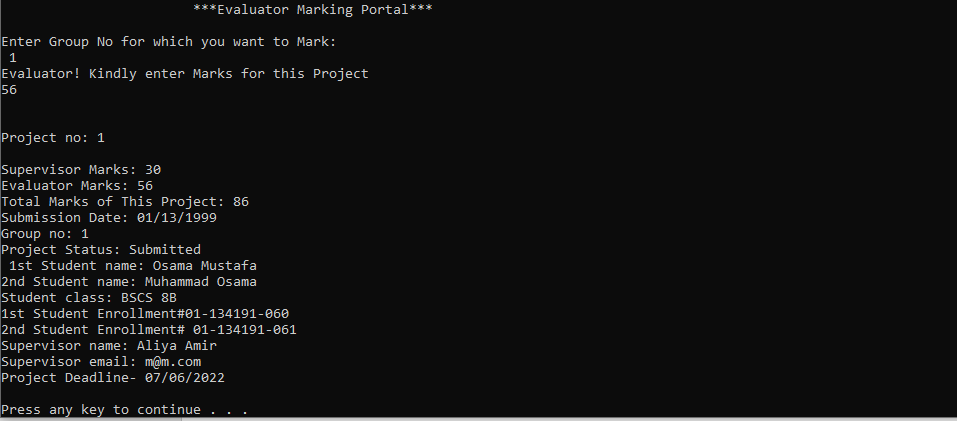 ***Evaluator Marking Portal***
Enter Group No for which you want to Mark:
1
Evaluator! Kindly enter Marks for this Project
56
Project no: 1
Supervisor Marks: 30
Evaluator Marks: 56
Total Marks of This Project: 86
Submission Date: 01/13/1999
Group no: 1
Project Status: Submitted
1st Student name: Osama Mustafa
2nd Student name: Muhammad Osama
Student class: BSCS 8B
1st Student Enrollment#01-134191-060
2nd Student Enrollment# 01-134191-061
Supervisor name: Aliya Amir
Supervisor email: m@m.com
Project Deadline- 07/06/2022
Press any key to continue . . .